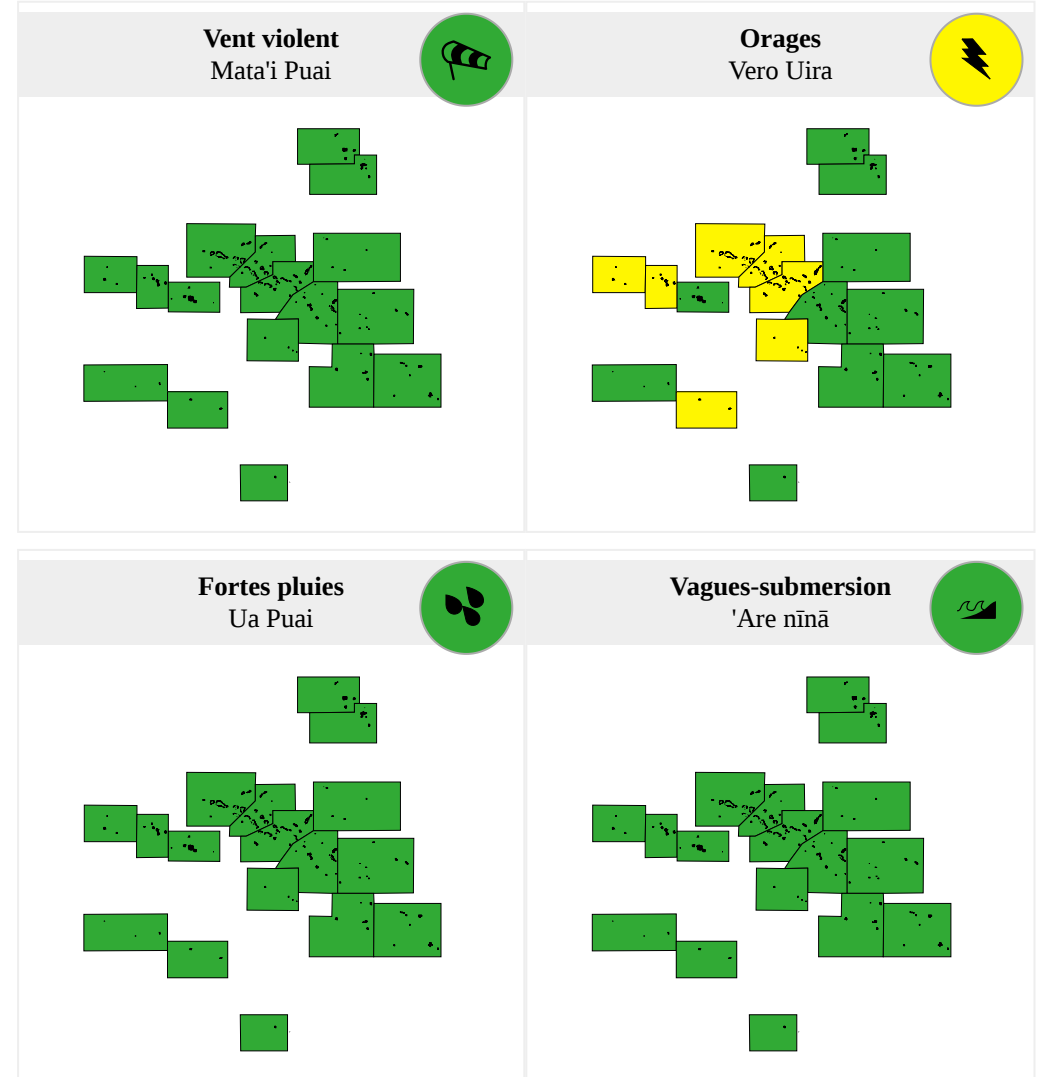 Vent violent
Mata'i Puai
Orages
Vero Uira
Fortes pluies
Ua Puai
Vagues-submersion
'Are nīnā